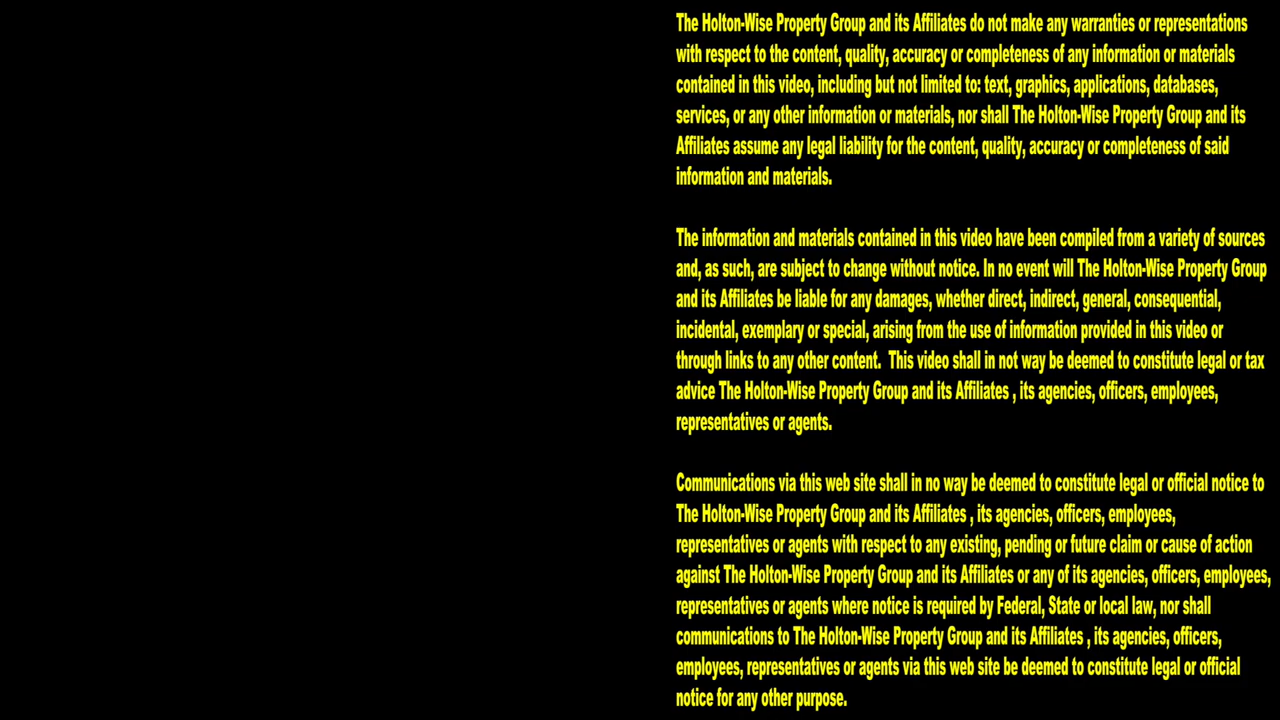 The Holton-Wise Property Group and its Affiliates do not make any warranties or representations
with respect to the content, quality, accuracy or completeness of any information or materials
contained in this video, including but not limited to: text, graphics, applications, databases,
services, or any other information or materials, nor shall The Holton-Wise Property Group and its
Affiliates assume any legal liability for the content, quality, accuracy or completeness of said
information and materials.
The information and materials contained in this video have been compiled from a variety of sources
and, as such, are subject to change without notice. In no event will The Holton-Wise Property Group
and its Affiliates be liable for any damages, whether direct, indirect, general, consequential,
incidental, exemplary or special, arising from the use of information provided in this video or
through links to any other content.  This video shall in not way be deemed to constitute legal or tax
advice The Holton-Wise Property Group and its Affiliates , its agencies, officers, employees,
representatives or agents.
Communications via this web site shall in no way be deemed to constitute legal or official notice to
The Holton-Wise Property Group and its Affiliates , its agencies, officers, employees,
representatives or agents with respect to any existing, pending or future claim or cause of action
against The Holton-Wise Property Group and its Affiliates or any of its agencies, officers, employees,
representatives or agents where notice is required by Federal, State or local law, nor shall
communications to The Holton-Wise Property Group and its Affiliates , its agencies, officers,
employees, representatives or agents via this web site be deemed to constitute legal or official
notice for any other purpose.